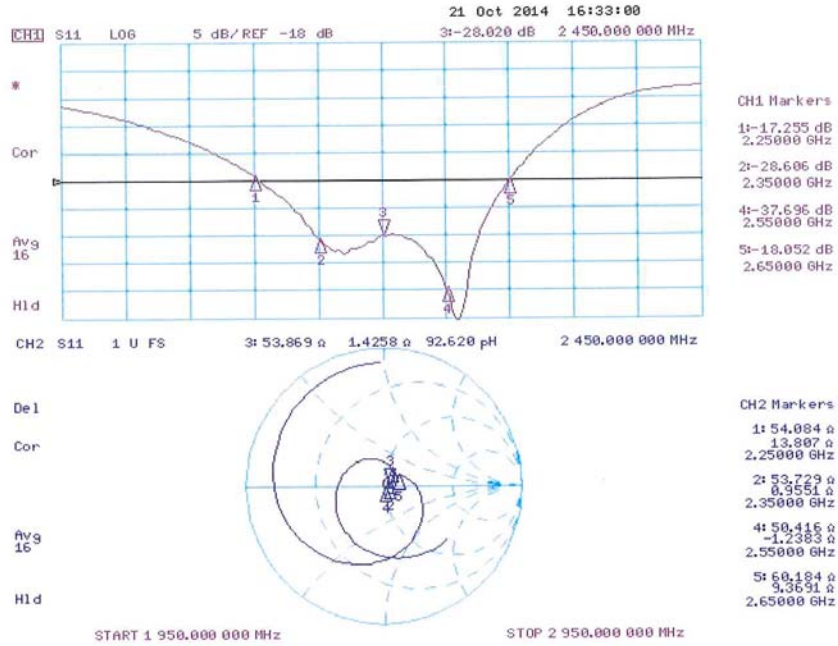 21 Oct 2014 16:33:00
CH1 S11 LOG 5 dB/REF -18 dB 3:-28.020 dB 2 450.000 000 MHz
*
Cor
Avg
16
Hld
1
2
3
4
5
CH1 Markers
1:-17.255 dB
2.25000 GHz
2:-28.606 dB
2.35000 GHz
4:-37.696 dB
2.55000 GHz
5:-18.052 dB
2.65000 GHz
CH2 S11 1 U FS 3: 53.869 Ω 1.4258 Ω 92.620 pH 2 450.000 000 MHz
Del
Cor
Avg
16
Hld
3
4
2
5
CH2 Markers
1: 54.084 Ω
13.807 Ω
2.25000 GHz
2: 53.729 Ω
0.9551 Ω
2.35000 GHz
4: 50.416 Ω
-1.2383 Ω
2.55000 GHz
5: 60.184 Ω
9.3691 Ω
2.65000 GHz
START 1 950.000 000 MHz STOP 2 950.000 000 MHz